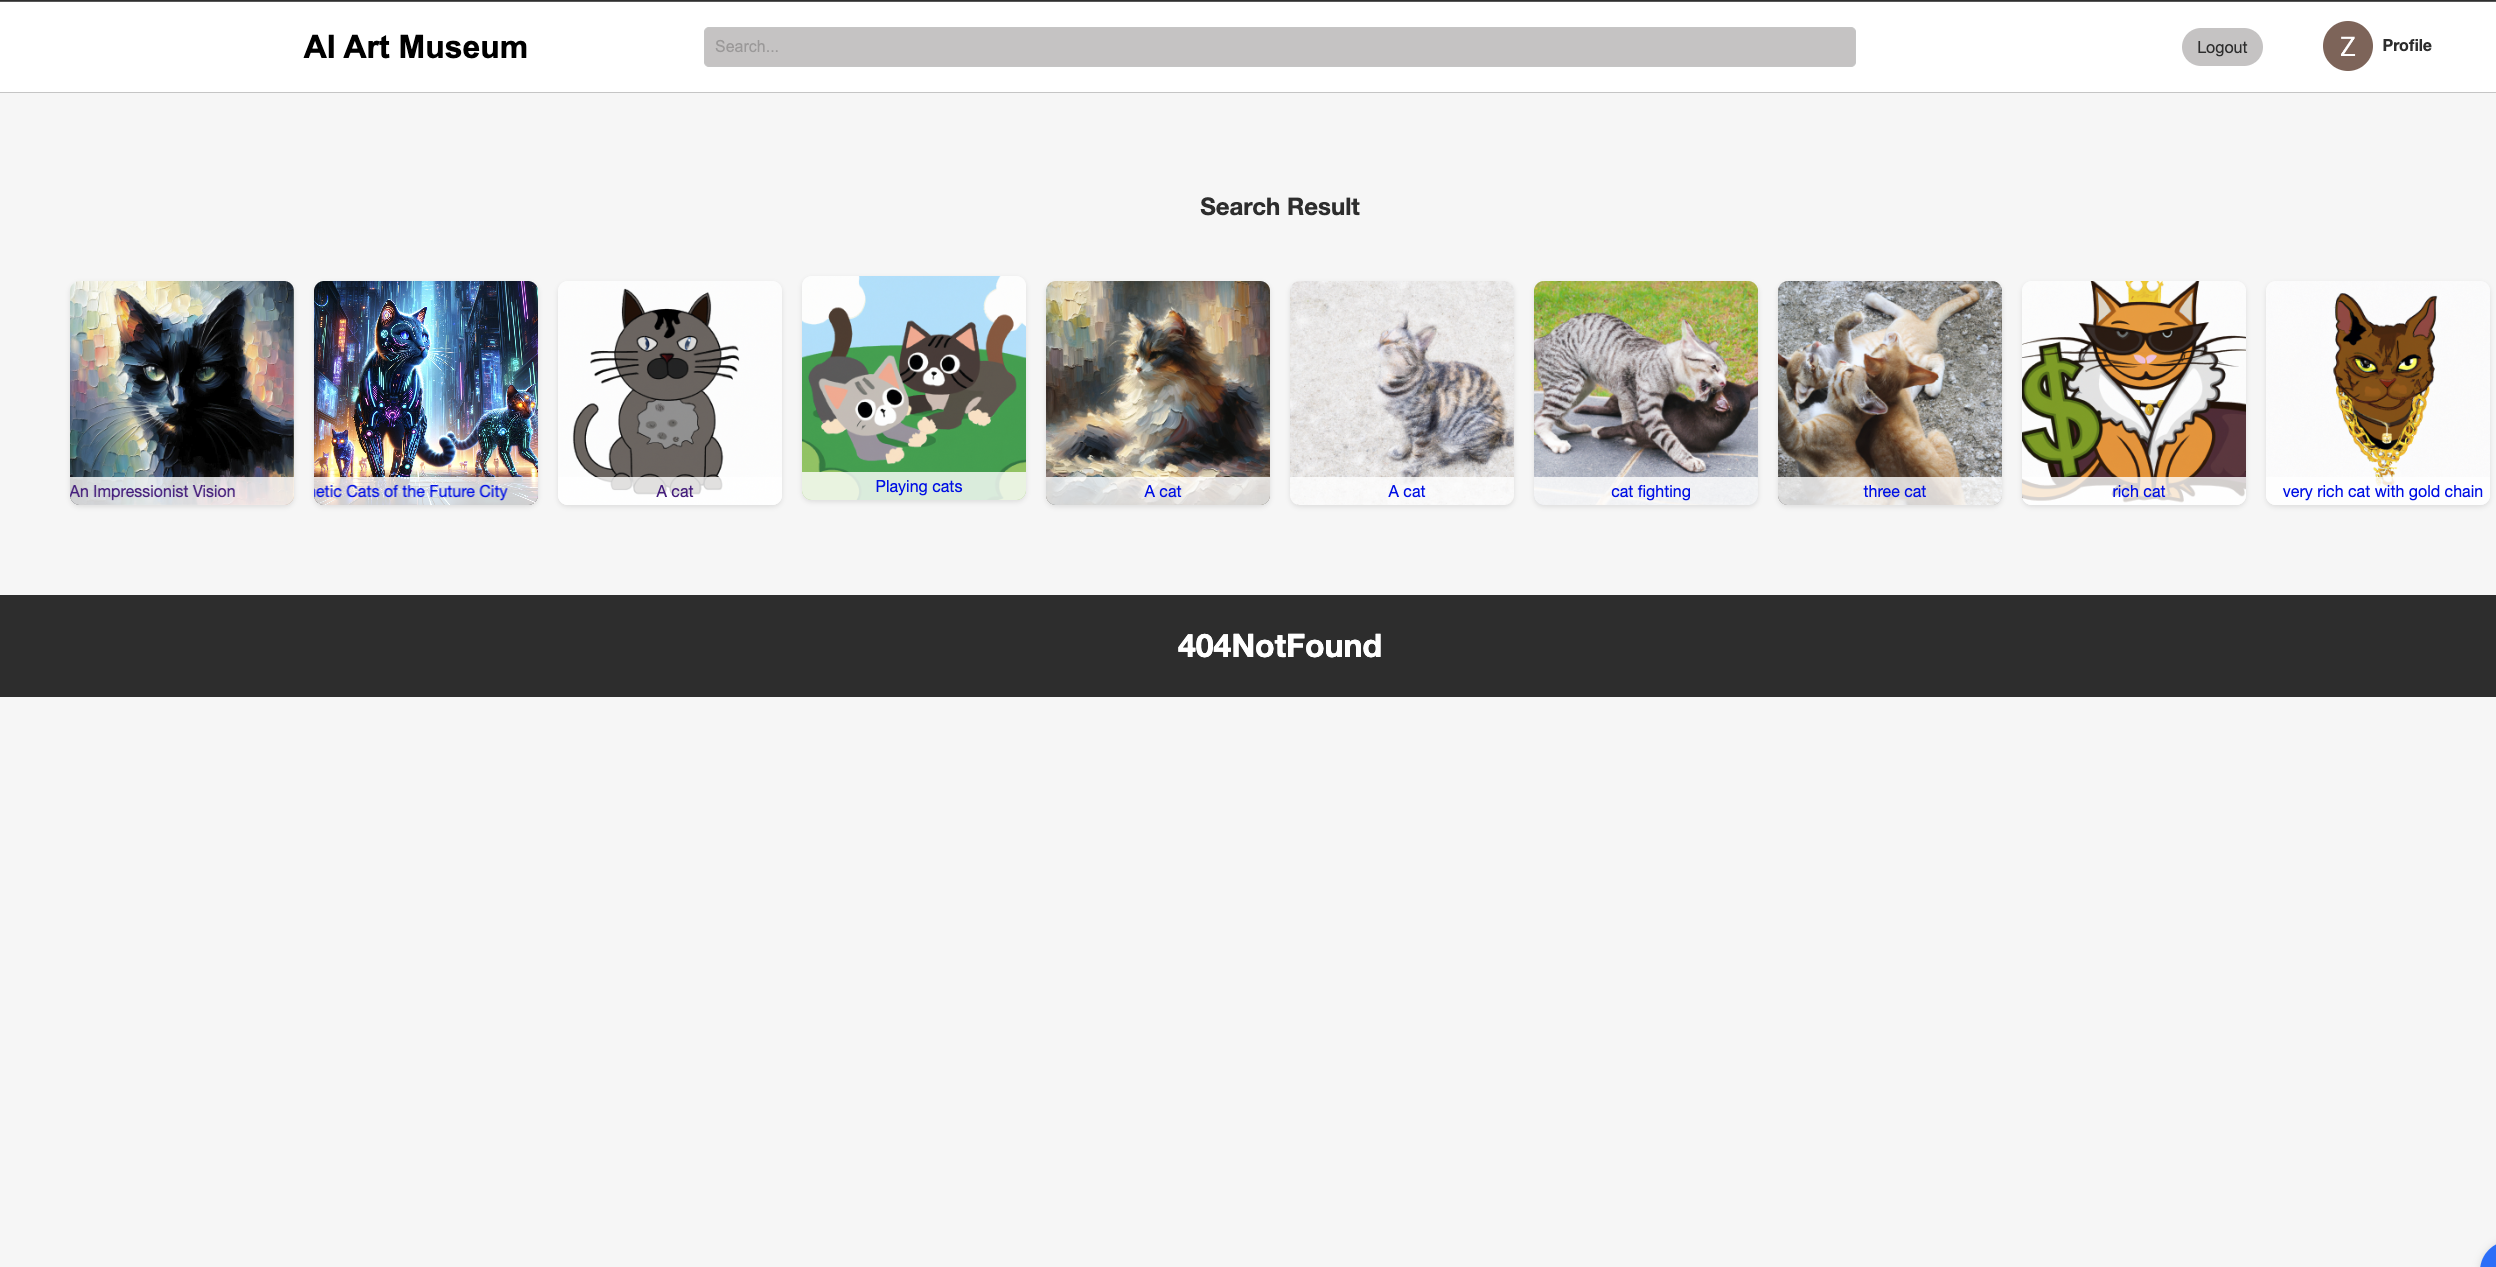 AI Art Museum
Search...
Logout
Z
Profile
Search Result
An Impressionist Vision
etic Cats of the Future City
A cat
Playing cats
A cat
A cat
cat fighting
three cat
rich cat
very rich cat with gold chain
404NotFound